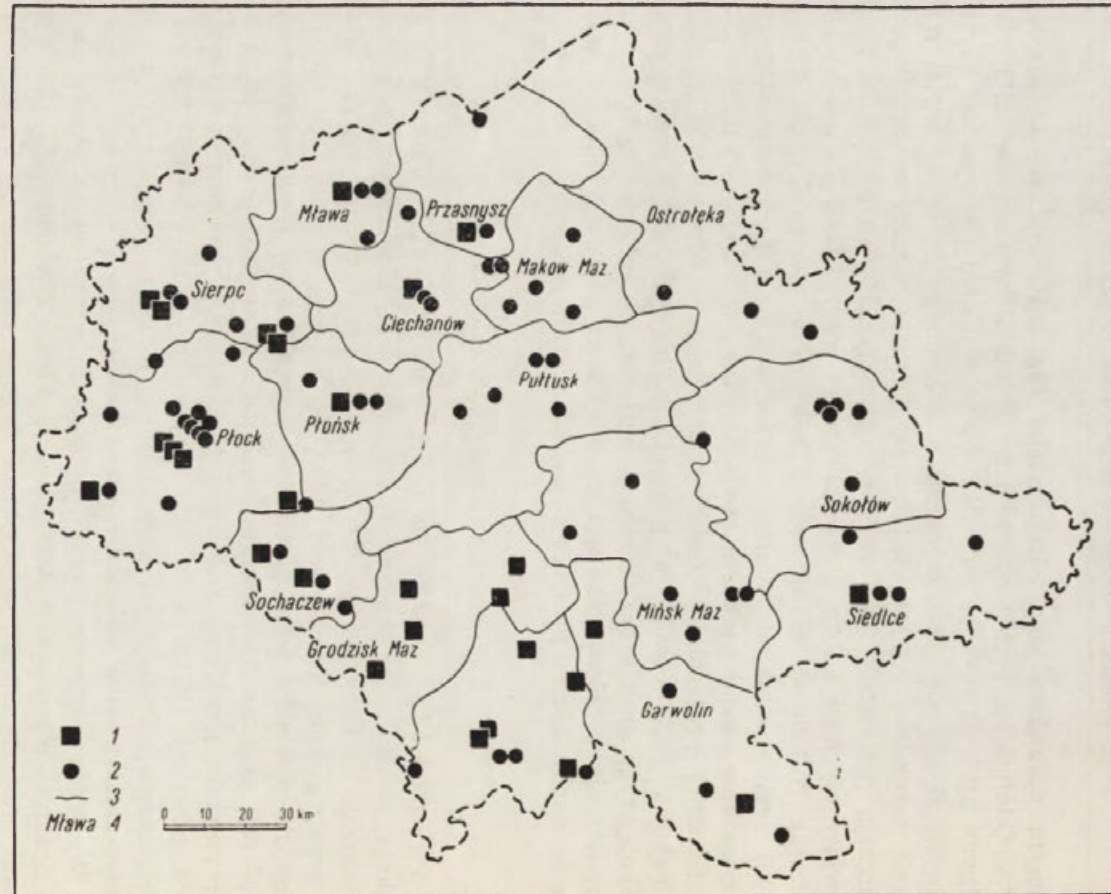 Mława
Przasnysz
Ostrołęka
Maków Maz.
Sierpc
Ciechanów
Pułtusk
Płońsk
Płock
Sokołów
Sochaczew
Mińsk Maz
Siedlce
Grodzisk Maz
Garwolin
1
2
3
Mława 4
0 10 20 30 km